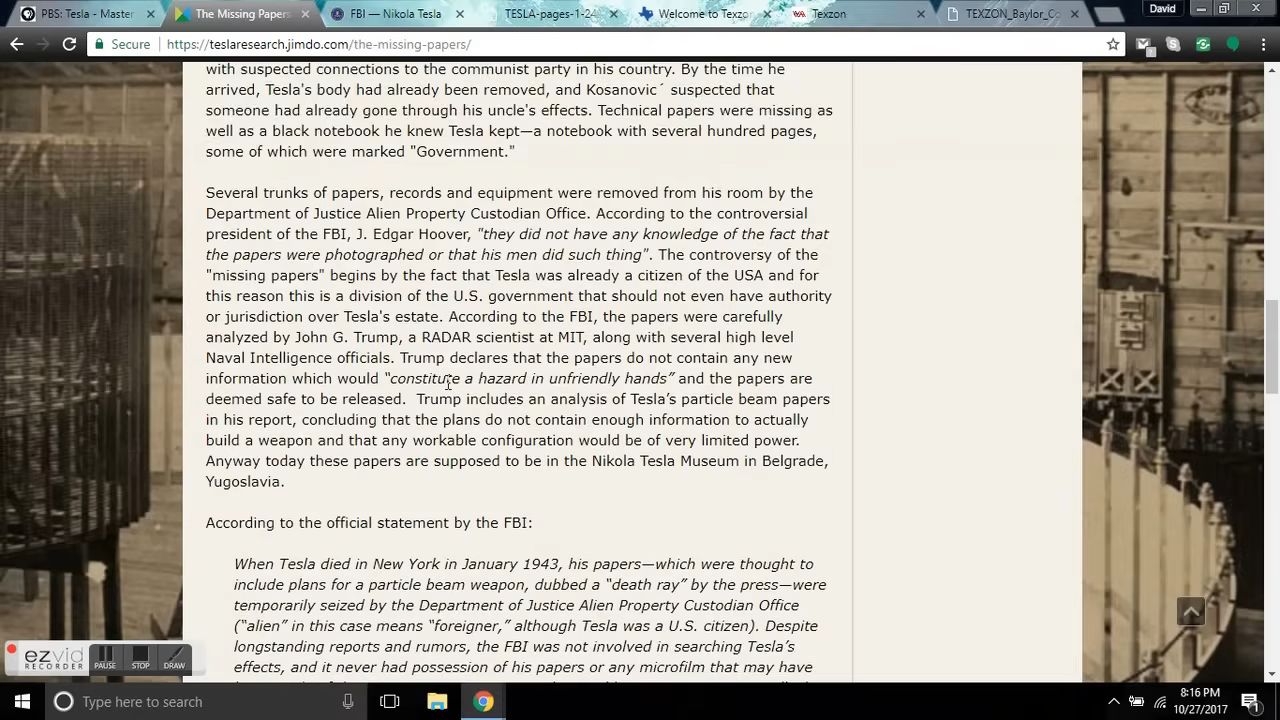 PBS: Tesla - Master
The Missing Papers
FBI — Nikola Tesla
TESLA-pages-1-24
Welcome to Texzon
Texzon
TEXZON_Baylor_Co
David
Secure
https://teslaresearch.jimdo.com/the-missing-papers/
with suspected connections to the communist party in his country. By the time he
arrived, Tesla's body had already been removed, and Kosanovic´ suspected that
someone had already gone through his uncle's effects. Technical papers were missing as
well as a black notebook he knew Tesla kept—a notebook with several hundred pages,
some of which were marked "Government."
Several trunks of papers, records and equipment were removed from his room by the
Department of Justice Alien Property Custodian Office. According to the controversial
president of the FBI, J. Edgar Hoover, "they did not have any knowledge of the fact that
the papers were photographed or that his men did such thing". The controversy of the
"missing papers" begins by the fact that Tesla was already a citizen of the USA and for
this reason this is a division of the U.S. government that should not even have authority
or jurisdiction over Tesla's estate. According to the FBI, the papers were carefully
analyzed by John G. Trump, a RADAR scientist at MIT, along with several high level
Naval Intelligence officials. Trump declares that the papers do not contain any new
information which would “constitute a hazard in unfriendly hands” and the papers are
deemed safe to be released.  Trump includes an analysis of Tesla’s particle beam papers
in his report, concluding that the plans do not contain enough information to actually
build a weapon and that any workable configuration would be of very limited power.
Anyway today these papers are supposed to be in the Nikola Tesla Museum in Belgrade,
Yugoslavia.
According to the official statement by the FBI:
When Tesla died in New York in January 1943, his papers—which were thought to
include plans for a particle beam weapon, dubbed a “death ray” by the press—were
temporarily seized by the Department of Justice Alien Property Custodian Office
(“alien” in this case means “foreigner,” although Tesla was a U.S. citizen). Despite
longstanding reports and rumors, the FBI was not involved in searching Tesla’s
effects, and it never had possession of his papers or any microfilm that may have
ezvid
RECORDER
PAUSE
STOP
DRAW
Type here to search
8:16 PM
10/27/2017